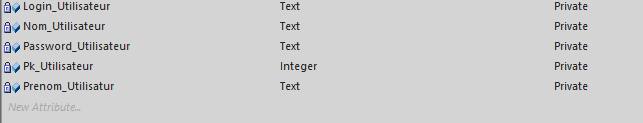 Login_Utilisateur Text Private
Nom_Utilisateur Text Private
Password_Utilisateur Text Private
Pk_Utilisateur Integer Private
Prenom_Utilisatur Text Private
New Attribute...